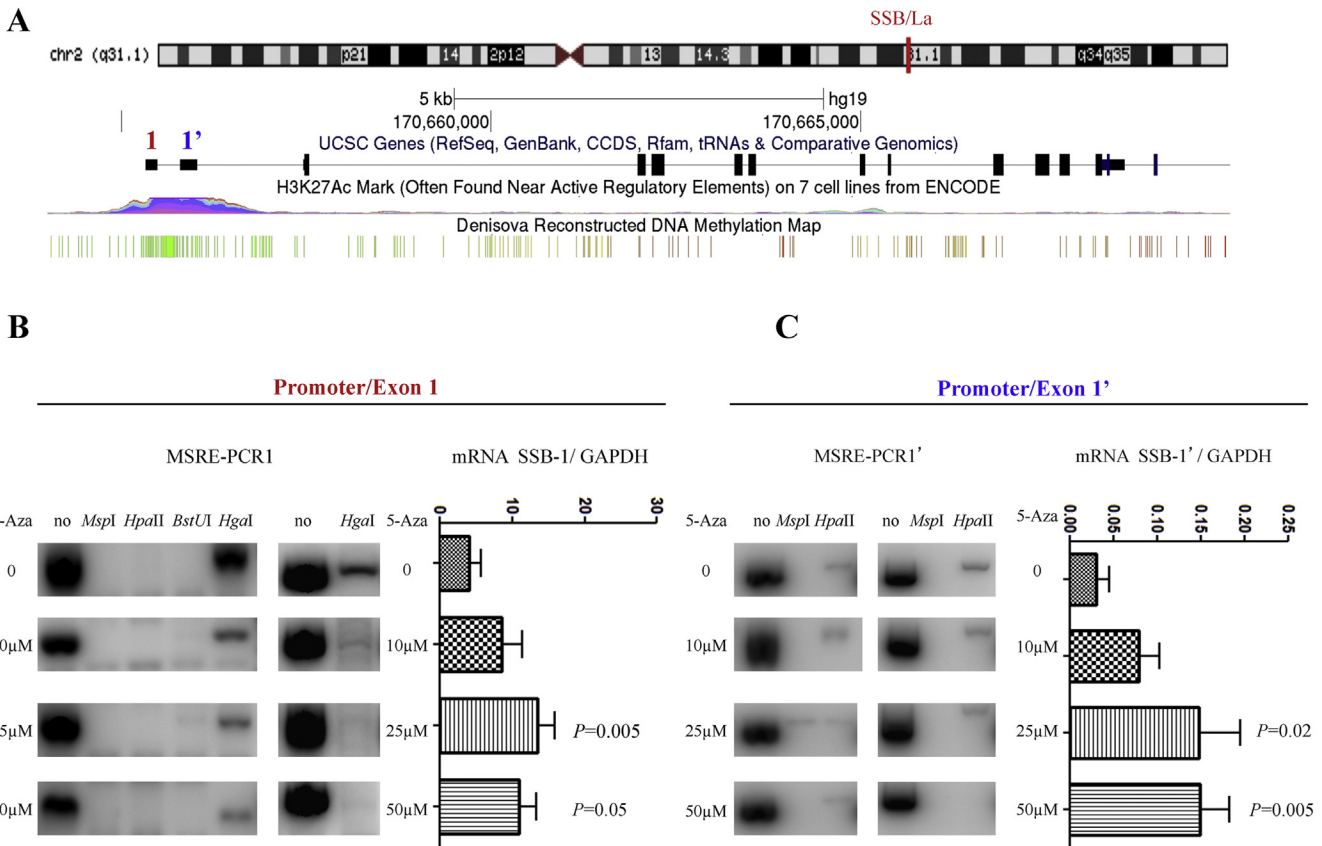 A
SSB/La
chr2 (q31.1) p21 14 2p12 13 14.3 31.1 q34 q35
5 kb hg19
170,660,000 170,665,000
1 1’
UCSC Genes (RefSeq, GenBank, CCDS, Rfam, tRNAs & Comparative Genomics)
H3K27Ac Mark (Often Found Near Active Regulatory Elements) on 7 cell lines from ENCODE
Denisova Reconstructed DNA Methylation Map
B
Promoter/Exon 1
MSRE-PCR1
mRNA SSB-1/ GAPDH
0 10 20 30
5-Aza
-Aza no MspI HpaII BstUI HgaI no HgaI
0 0
0µM 10µM
5µM 25µM P=0.005
0µM 50µM P=0.05
C
Promoter/Exon 1’
MSRE-PCR1’
mRNA SSB-1’/ GAPDH
0.00 0.05 0.10 0.15 0.20 0.25
5-Aza
5-Aza no MspI HpaII no MspI HpaII
0 0
10µM 10µM
25µM 25µM P=0.02
50µM 50µM P=0.005